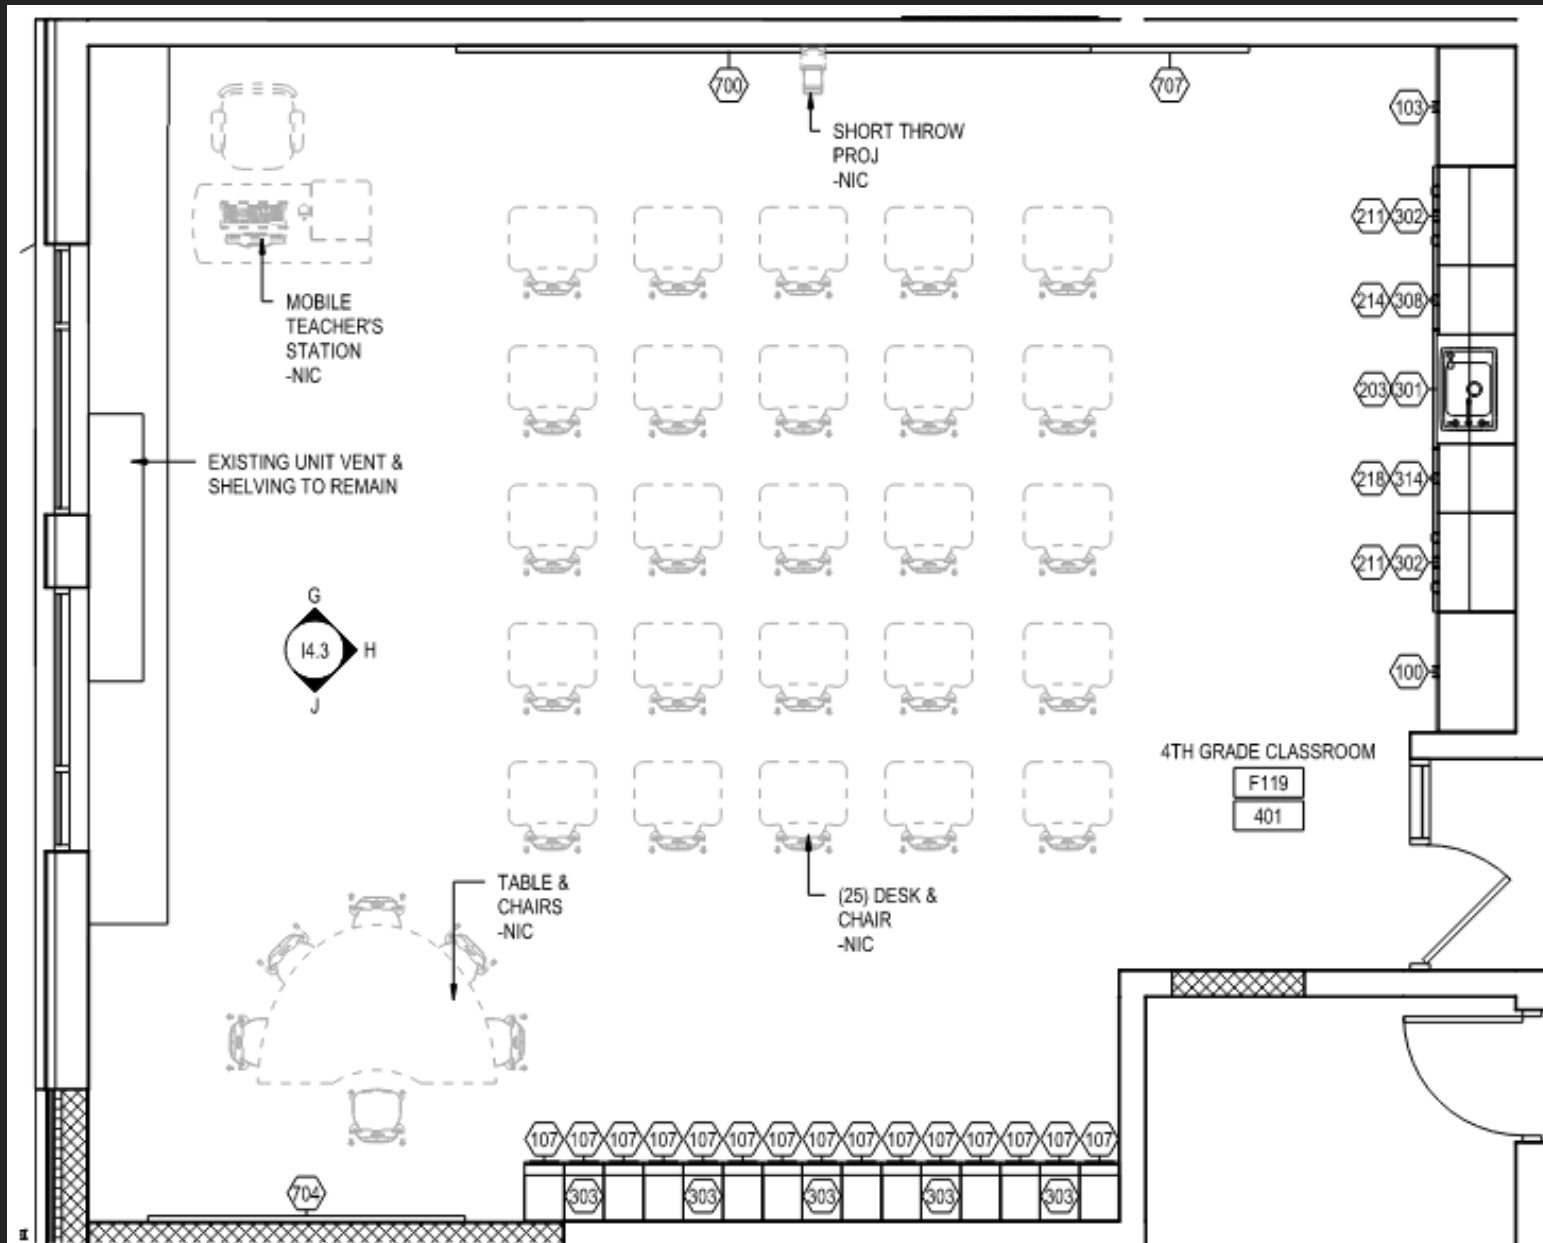 700
707
103
SHORT THROW
PROJ
-NIC
211 302
214 308
MOBILE
TEACHER'S
STATION
-NIC
203 301
EXISTING UNIT VENT &
SHELVING TO REMAIN
218 314
211 302
G
I4.3 H
J
100
4TH GRADE CLASSROOM
F119
401
TABLE &
CHAIRS
-NIC
(25) DESK &
CHAIR
-NIC
107 107 107 107 107 107 107 107 107 107 107 107 107 107 107
704
303 303 303 303 303